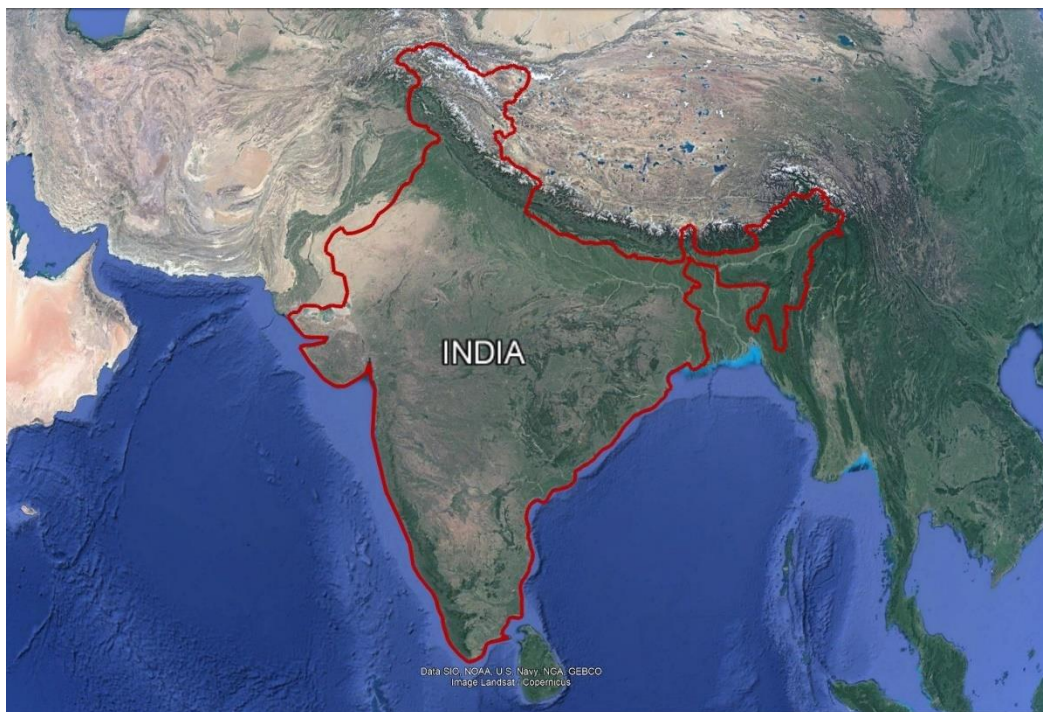 INDIA
Data SIO, NOAA, U.S. Navy, NGA, GEBCO
Image Landsat / Copernicus